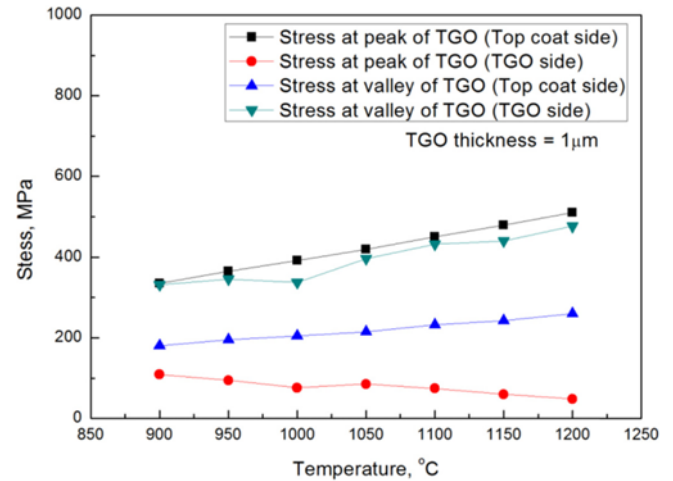 1000
800
600
400
200
0
Stess, MPa
Stress at peak of TGO (Top coat side)
Stress at peak of TGO (TGO side)
Stress at valley of TGO (Top coat side)
Stress at valley of TGO (TGO side)
TGO thickness = 1μm
850 900 950 1000 1050 1100 1150 1200 1250
Temperature, °C